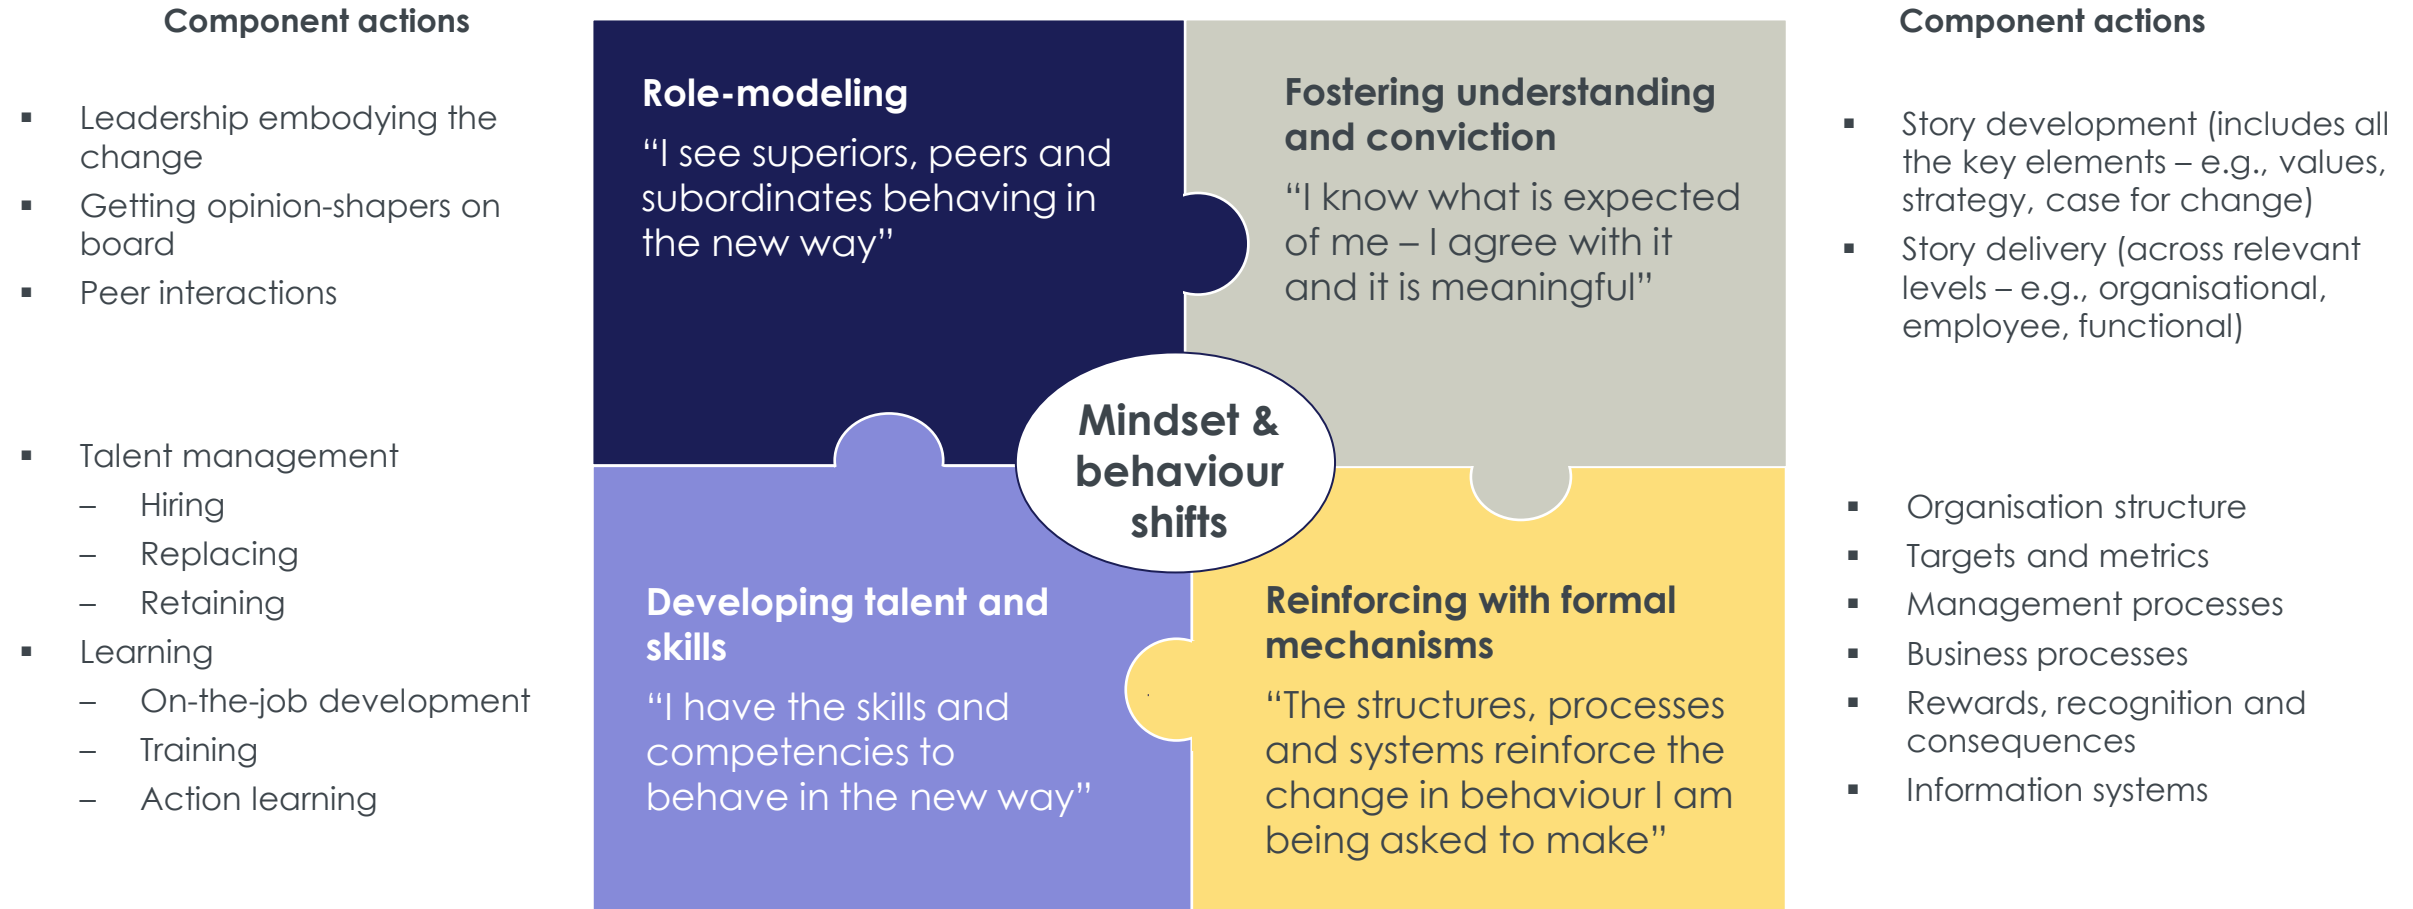 Component actions
▪ Leadership embodying the
change
▪ Getting opinion-shapers on
board
▪ Peer interactions
▪ Talent management
– Hiring
– Replacing
– Retaining
▪ Learning
– On-the-job development
– Training
– Action learning
Role-modeling
“I see superiors, peers and
subordinates behaving in
the new way”
Fostering understanding
and conviction
“I know what is expected
of me – I agree with it
and it is meaningful”
Mindset &
behaviour
shifts
Developing talent and
skills
“I have the skills and
competencies to
behave in the new way”
Reinforcing with formal
mechanisms
“The structures, processes
and systems reinforce the
change in behaviour I am
being asked to make”
Component actions
▪ Story development (includes all
the key elements – e.g., values,
strategy, case for change)
▪ Story delivery (across relevant
levels – e.g., organisational,
employee, functional)
▪ Organisation structure
▪ Targets and metrics
▪ Management processes
▪ Business processes
▪ Rewards, recognition and
consequences
▪ Information systems